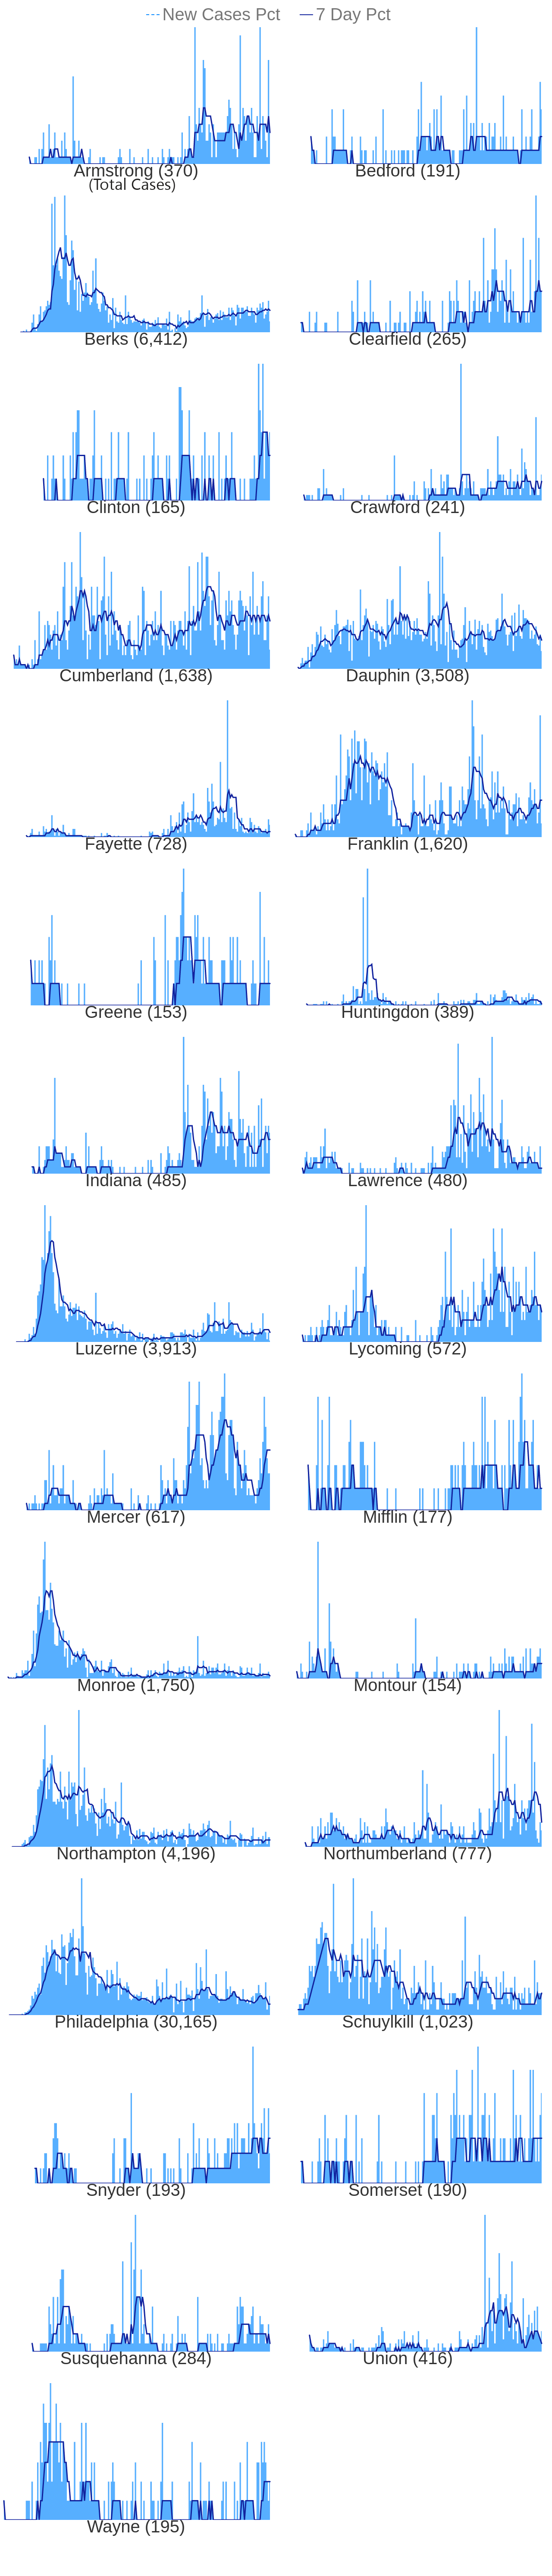 New Cases Pct 7 Day Pct
Armstrong (370) Bedford (191)
(Total Cases)
Berks (6,412) Clearfield (265)
Clinton (165) Crawford (241)
Cumberland (1,638) Dauphin (3,508)
Fayette (728) Franklin (1,620)
Greene (153) Huntingdon (389)
Indiana (485) Lawrence (480)
Luzerne (3,913) Lycoming (572)
Mercer (617) Mifflin (177)
Monroe (1,750) Montour (154)
Northampton (4,196) Northumberland (777)
Philadelphia (30,165) Schuylkill (1,023)
Snyder (193) Somerset (190)
Susquehanna (284) Union (416)
Wayne (195)